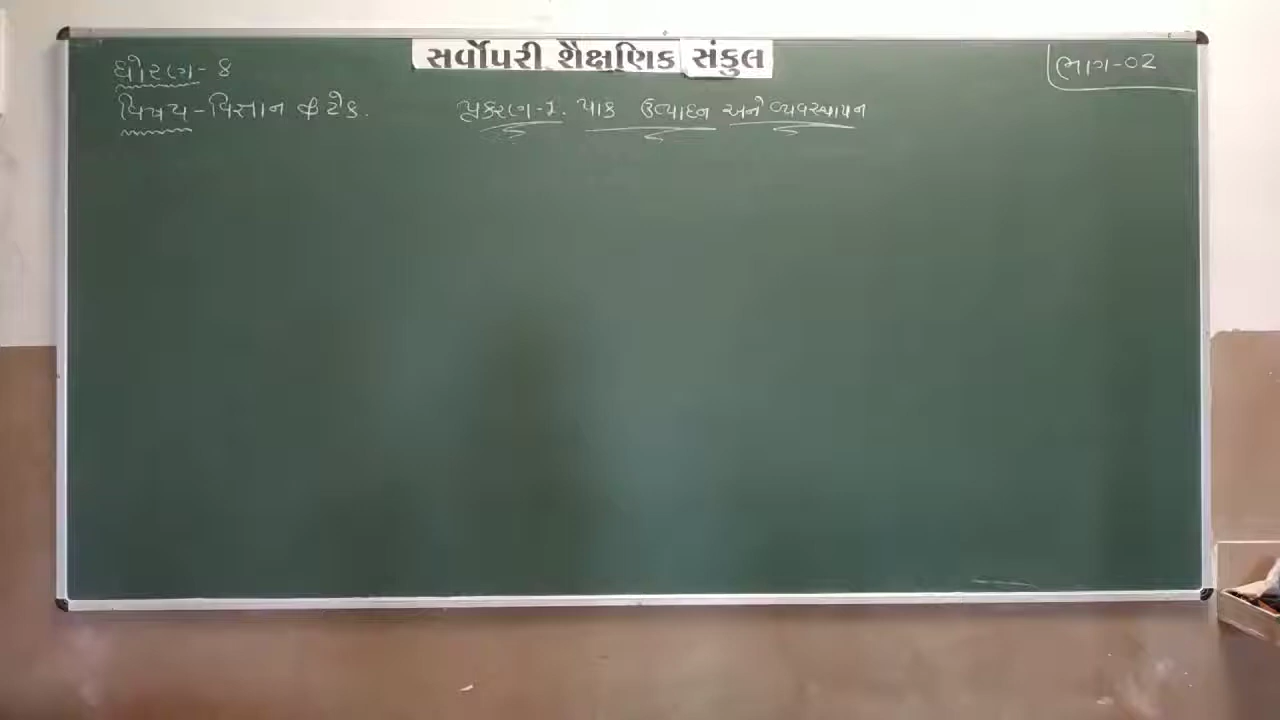 સર્વોપરી શૈક્ષણિક સંકુલ
ધોરણ - 8
ભાગ-02
વિષય - વિજ્ઞાન & ટેક.
પ્રકરણ-1. પાક ઉત્પાદન અને વ્યવસ્થાપન